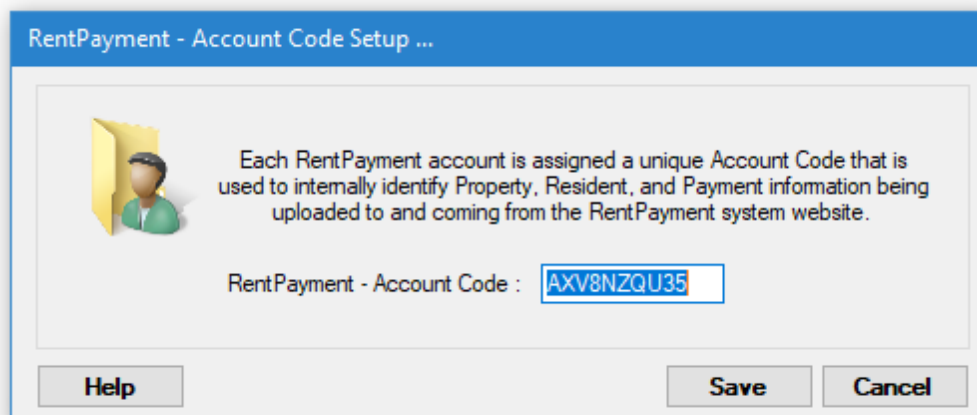 RentPayment - Account Code Setup ...
Each RentPayment account is assigned a unique Account Code that is
used to internally identify Property, Resident, and Payment information being
uploaded to and coming from the RentPayment system website.
RentPayment - Account Code : AXV8NZQU35
Help Save Cancel